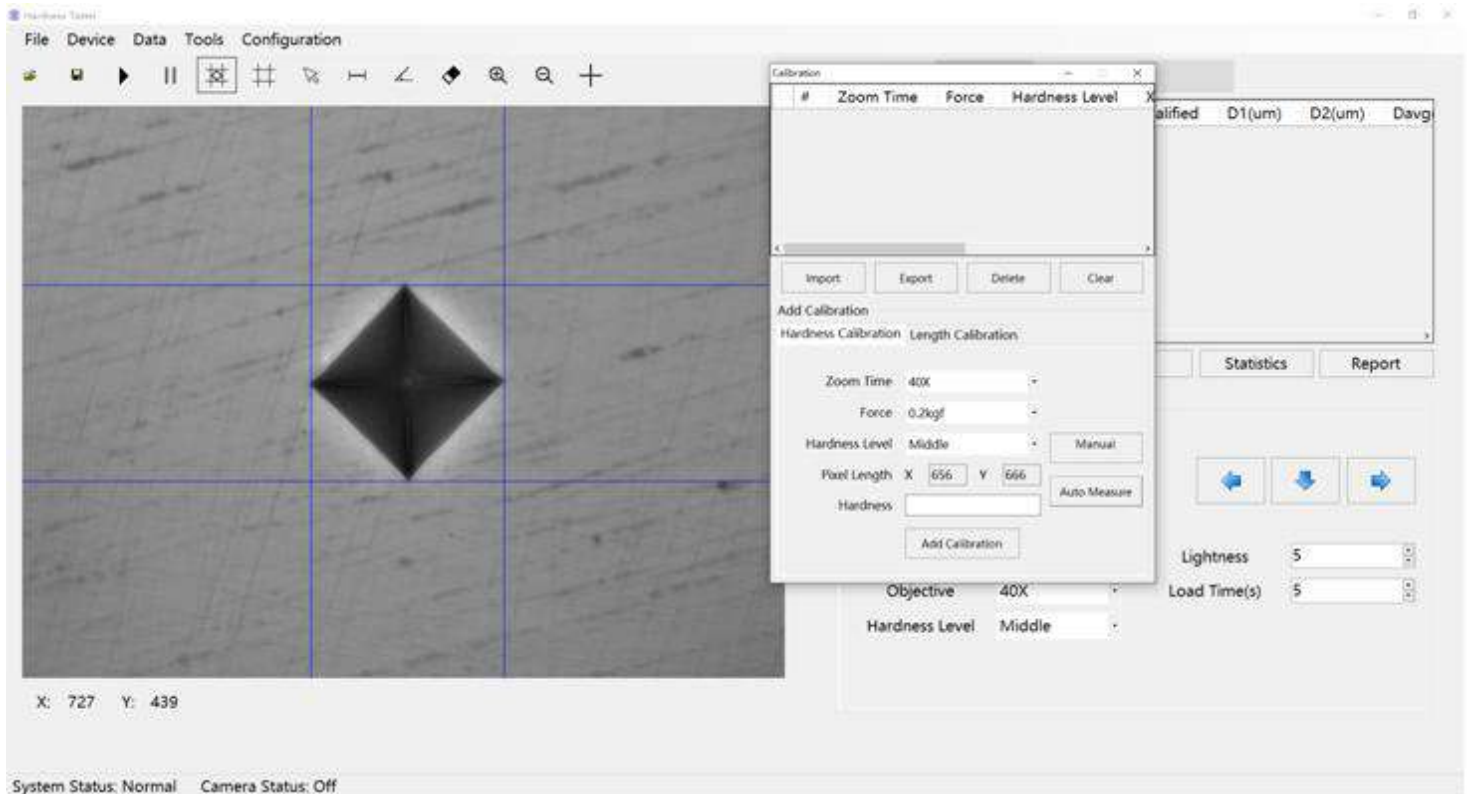 Hardness Tester
File Device Data Tools Configuration
Calibration
# Zoom Time Force Hardness Level X
alified D1(um) D2(um) Davg
Import Export Delete Clear
Add Calibration
Hardness Calibration Length Calibration
Statistics Report
Zoom Time 40X
Force 0.2kgf
Hardness Level Middle Manual
Pixel Length X 656 Y 666
Auto Measure
Hardness
Add Calibration
Lightness 5
Objective 40X Load Time(s) 5
Hardness Level Middle
X: 727 Y: 439
System Status: Normal Camera Status: Off